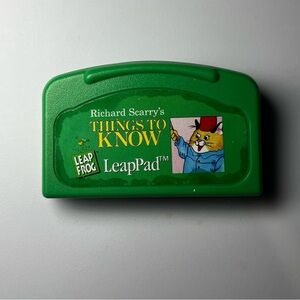 Richard Scarry's
THINGS TO
KNOW
LEAP
FROG
LeapPad™